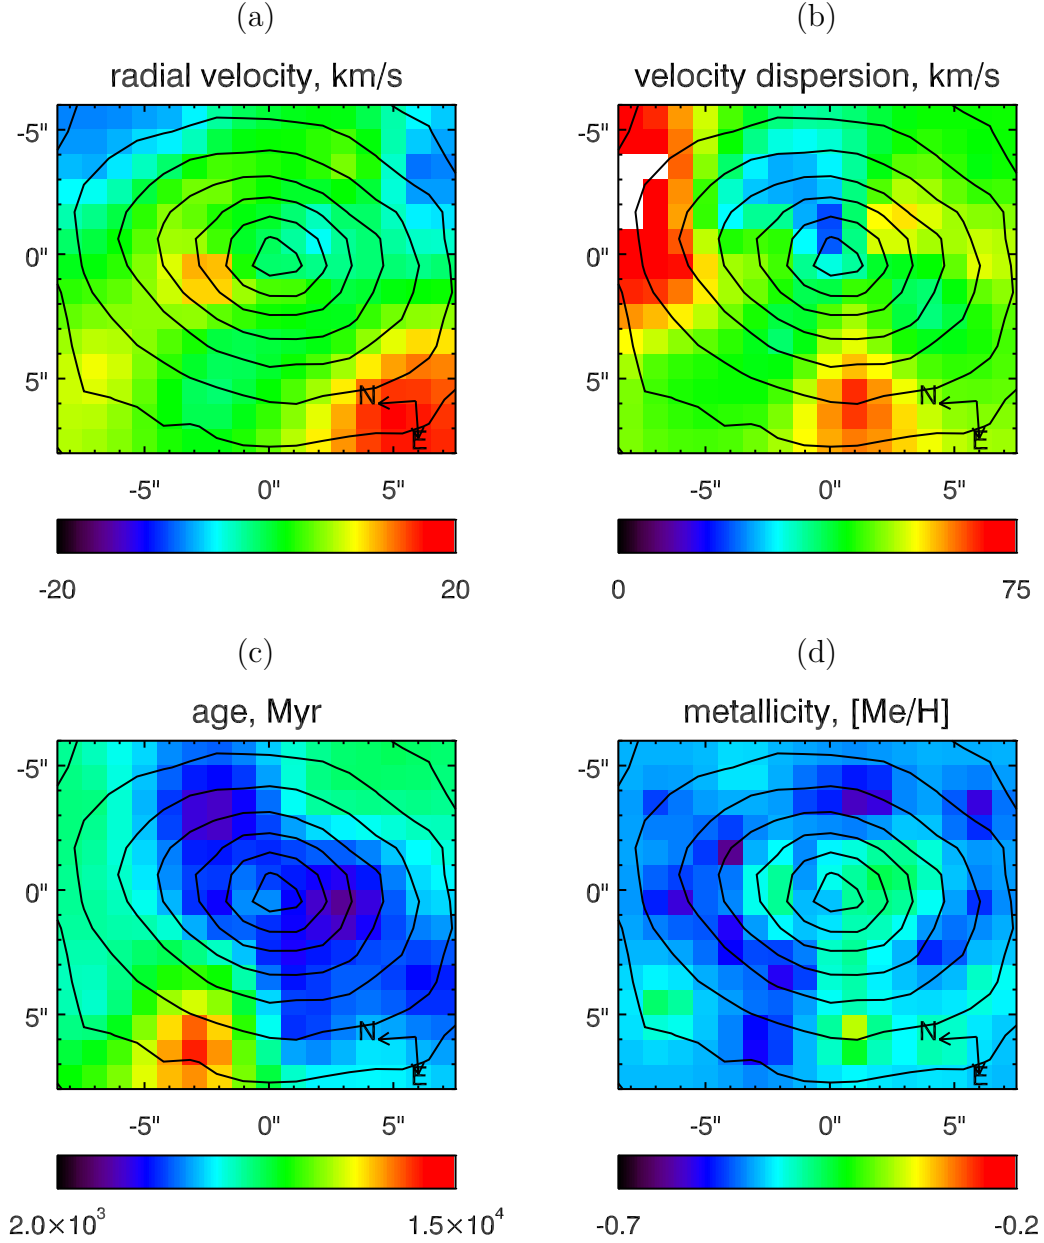 (a) (b)
radial velocity, km/s velocity dispersion, km/s
-5" -5"
0" 0"
5" 5"
N N
E E
-5" 0" 5" -5" 0" 5"
-20 20 0 75
(c) (d)
age, Myr metallicity, [Me/H]
-5" -5"
0" 0"
5" 5"
N N
E E
-5" 0" 5" -5" 0" 5"
2.0×10³ 1.5×10⁴ -0.7 -0.2